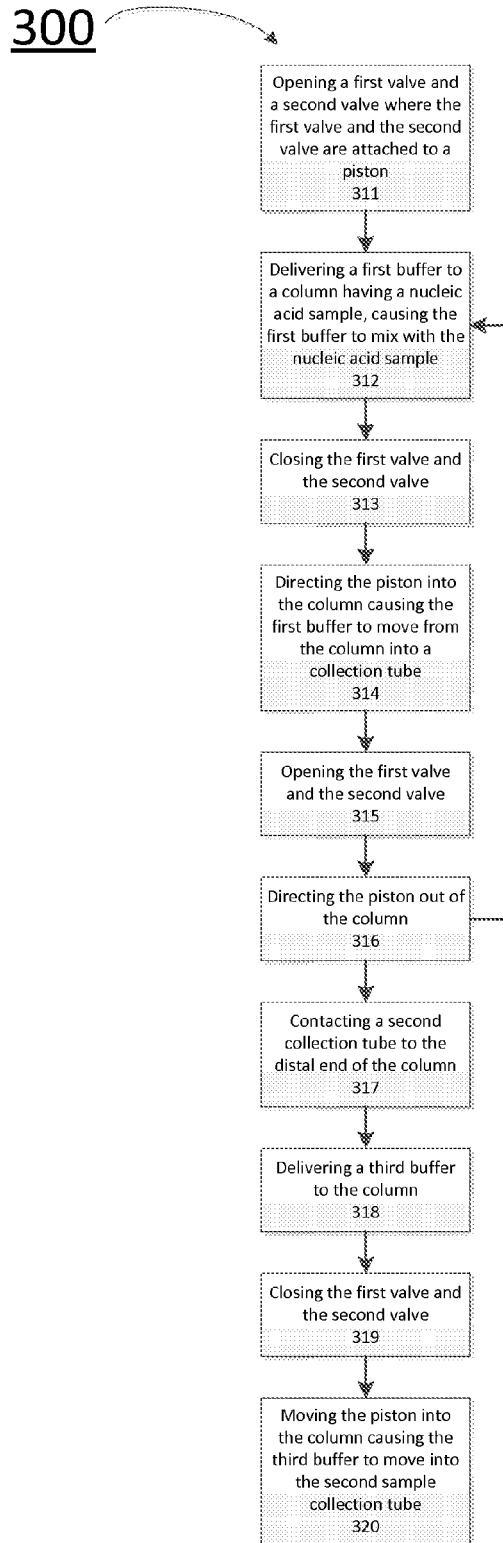 300
Opening a first valve and
a second valve where the
first valve and the second
valve are attached to a
piston
311
Delivering a first buffer to
a column having a nucleic
acid sample, causing the
first buffer to mix with the
nucleic acid sample
312
Closing the first valve and
the second valve
313
Directing the piston into
the column causing the
first buffer to move from
the column into a
collection tube
314
Opening the first valve
and the second valve
315
Directing the piston out of
the column
316
Contacting a second
collection tube to the
distal end of the column
317
Delivering a third buffer
to the column
318
Closing the first valve and
the second valve
319
Moving the piston into
the column causing the
third buffer to move into
the second sample
collection tube
320